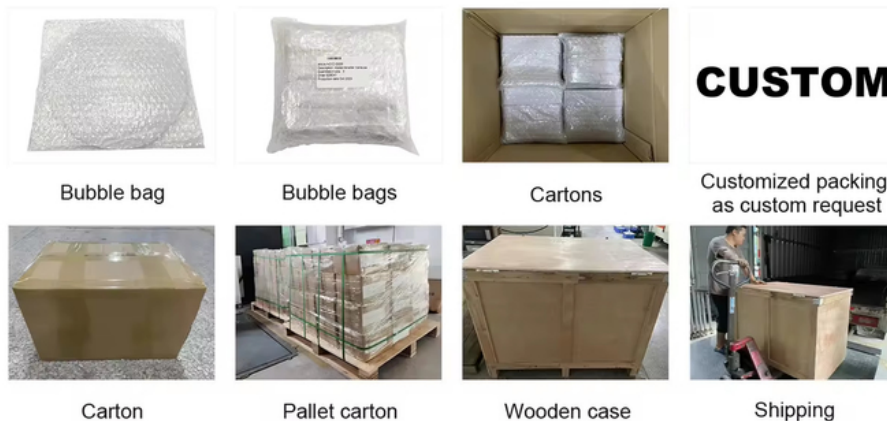 CUSTOM
Bubble bag
Bubble bags
Cartons
Customized packing
as custom request
Carton
Pallet carton
Wooden case
Shipping